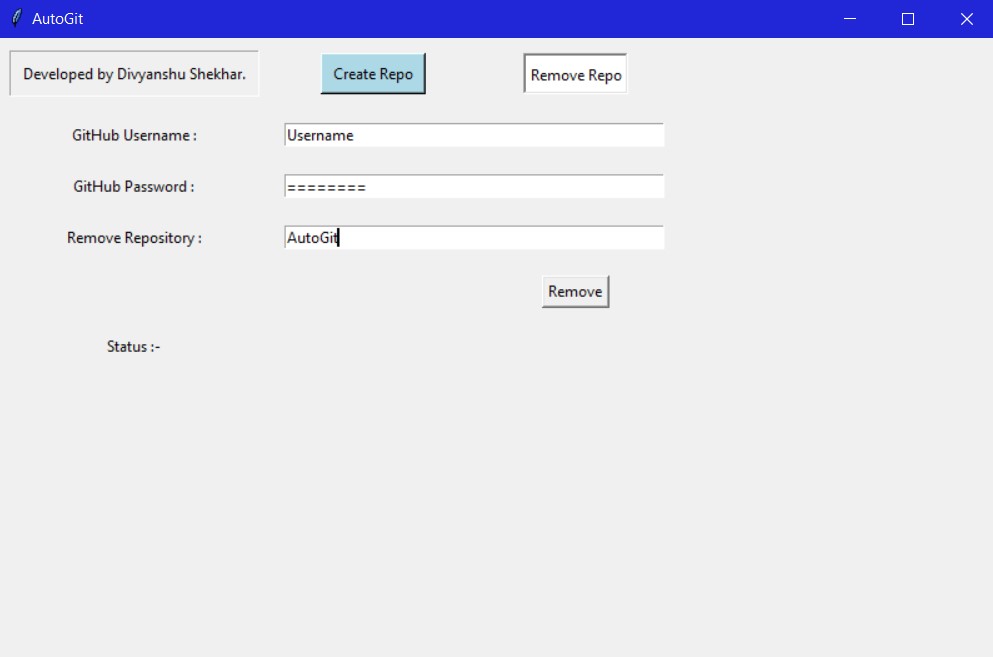 AutoGit
Developed by Divyanshu Shekhar. Create Repo Remove Repo
GitHub Username : Username
GitHub Password : ========
Remove Repository : AutoGit
Remove
Status :-